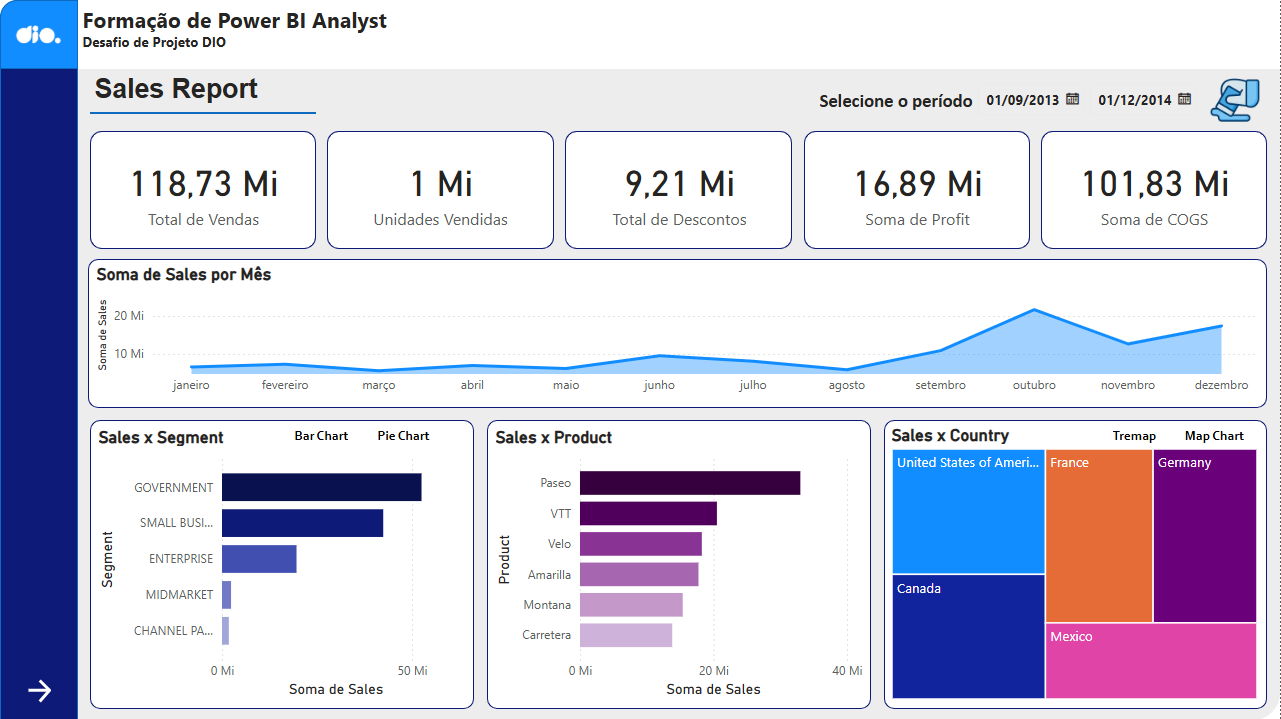 dio.
Formação de Power BI Analyst
Desafio de Projeto DIO
Sales Report
Selecione o período 01/09/2013 01/12/2014
118,73 Mi
Total de Vendas
1 Mi
Unidades Vendidas
9,21 Mi
Total de Descontos
16,89 Mi
Soma de Profit
101,83 Mi
Soma de COGS
Soma de Sales por Mês
Soma de Sales
20 Mi
10 Mi
janeiro fevereiro março abril maio junho julho agosto setembro outubro novembro dezembro
Sales x Segment Bar Chart Pie Chart
Segment
GOVERNMENT
SMALL BUSI...
ENTERPRISE
MIDMARKET
CHANNEL PA...
0 Mi 50 Mi
Soma de Sales
Sales x Product
Product
Paseo
VTT
Velo
Amarilla
Montana
Carretera
0 Mi 20 Mi 40 Mi
Soma de Sales
Sales x Country Tremap Map Chart
United States of Ameri... France Germany
Canada
Mexico